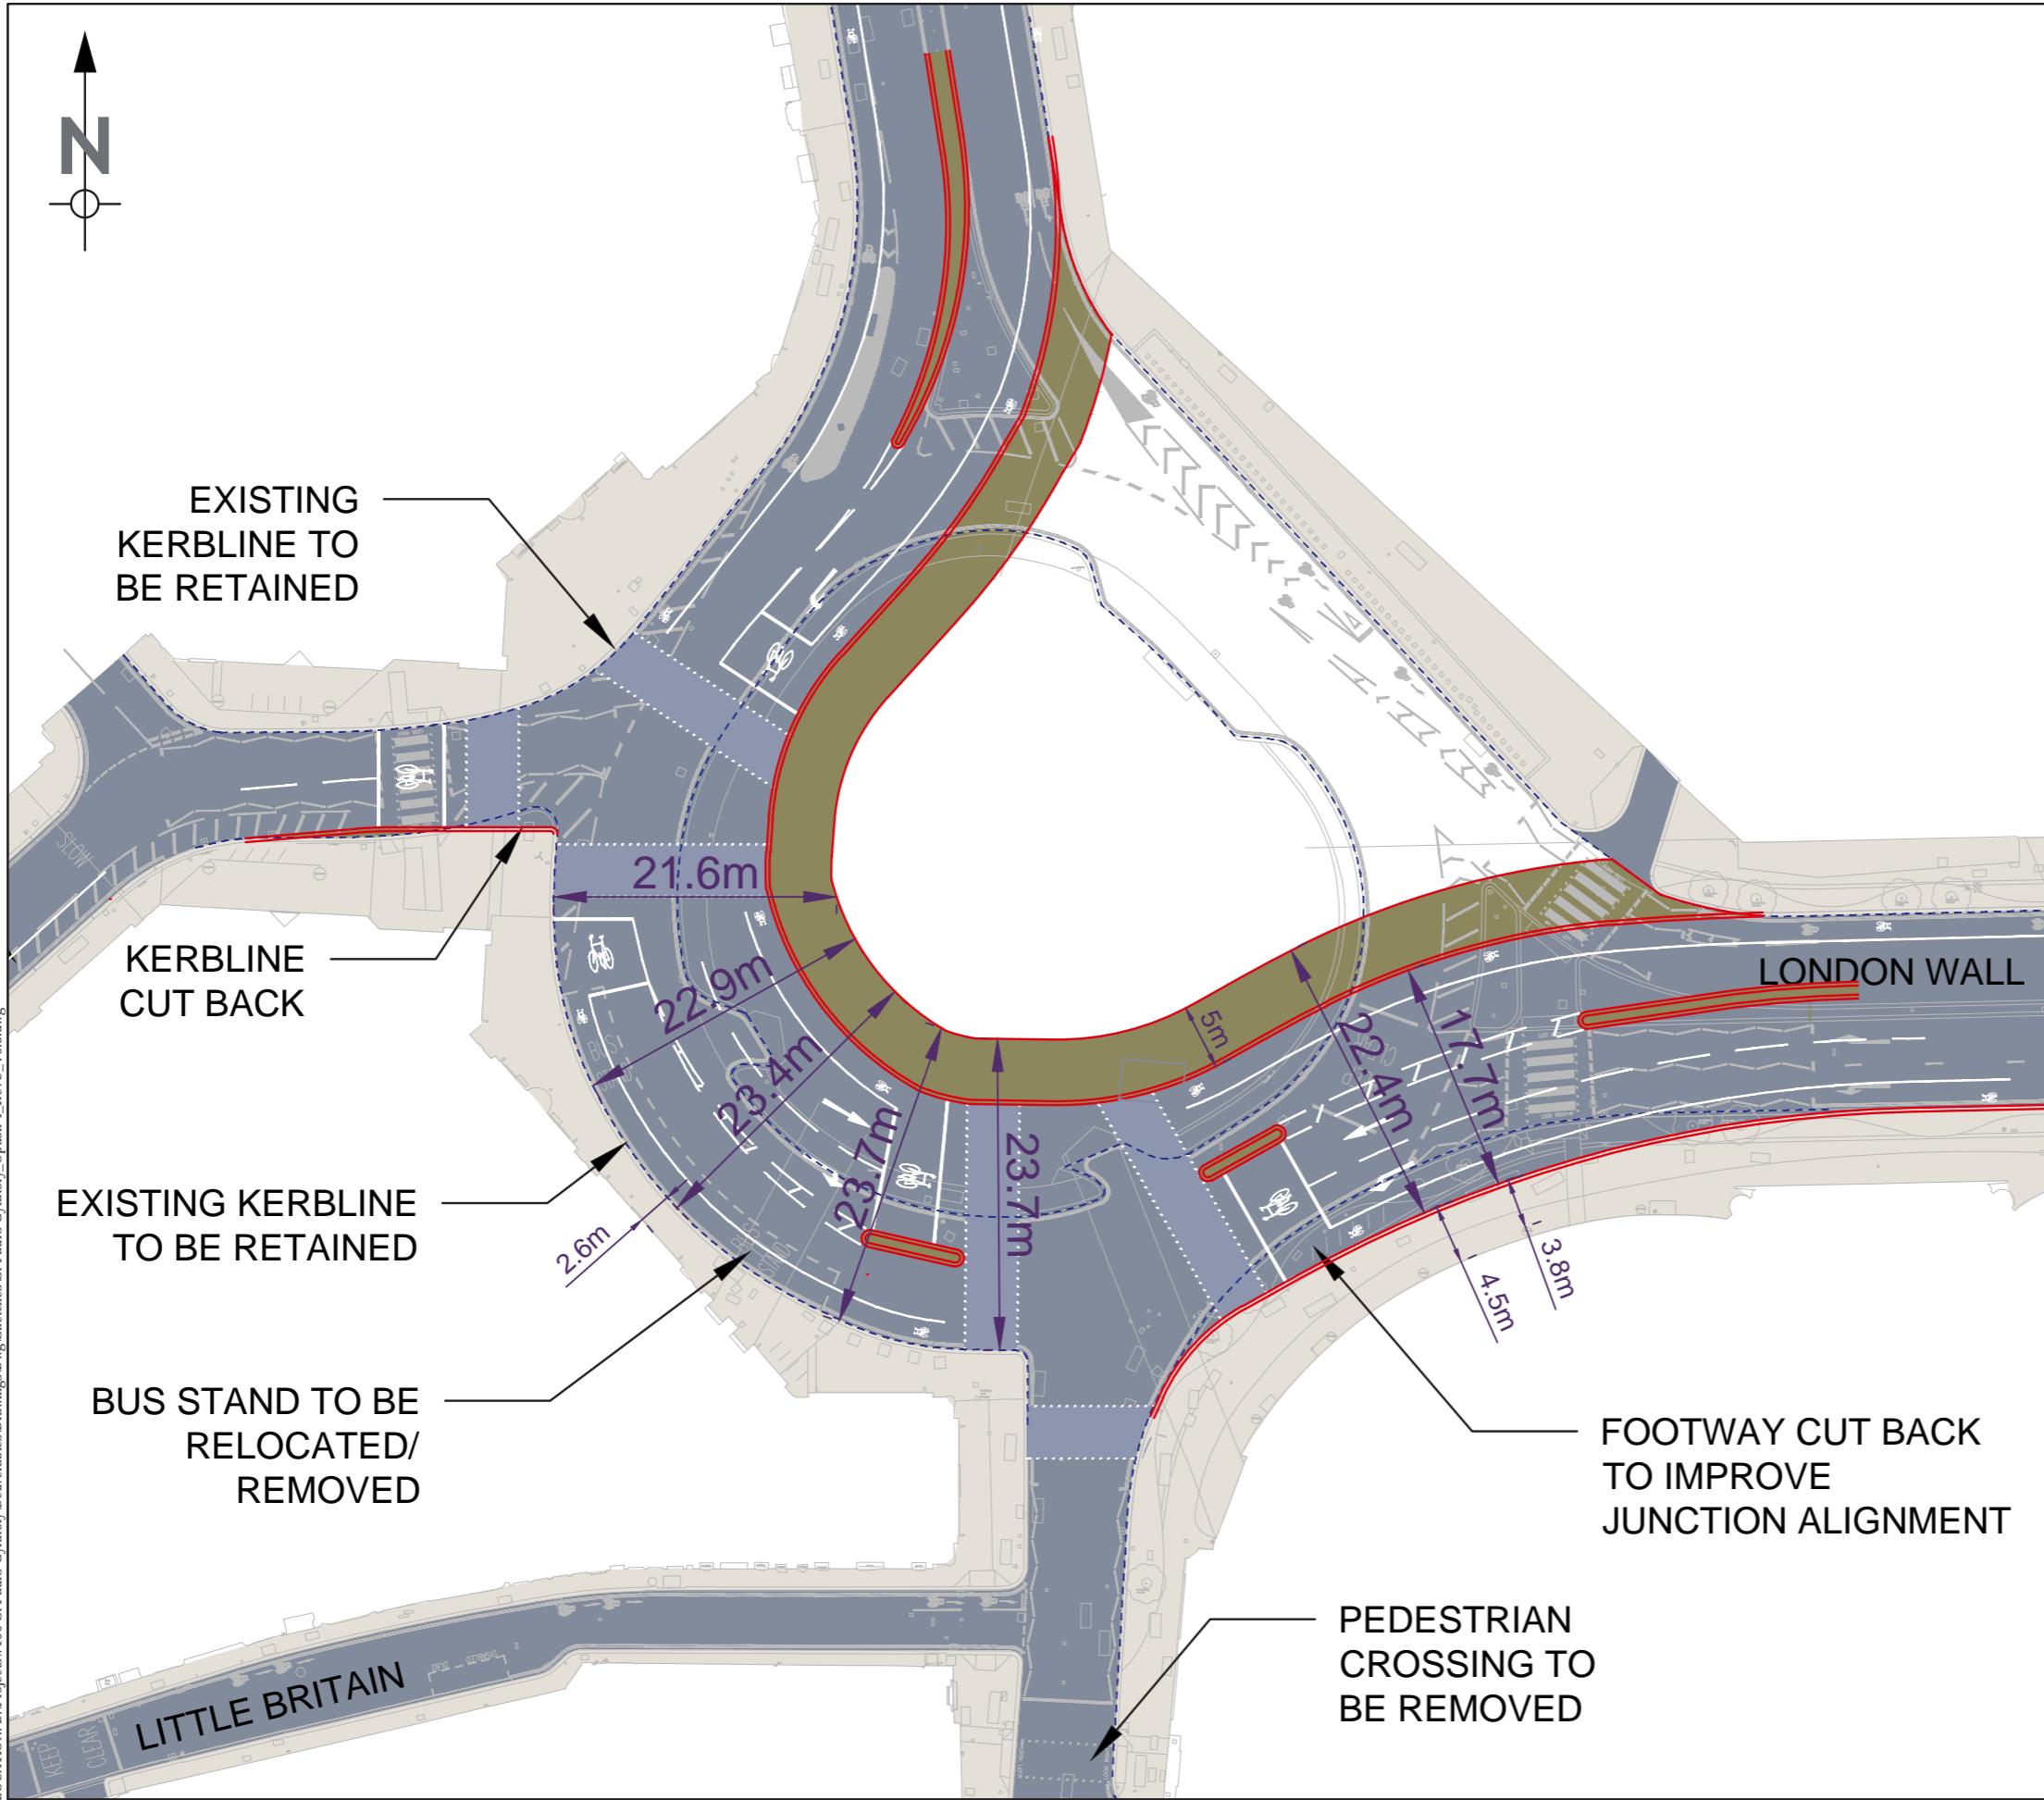 N
EXISTING
KERBLINE TO
BE RETAINED
SLOW
21.6m
KERBLINE
CUT BACK
LONDON WALL
22.9m
5m
22.4m
17.7m
BUS
23.4m
23.7m
23.7m
EXISTING KERBLINE
TO BE RETAINED
2.6m
BUS
STAND
3.8m
4.5m
BUS STAND TO BE
RELOCATED/
REMOVED
FOOTWAY CUT BACK
TO IMPROVE
JUNCTION ALIGNMENT
PEDESTRIAN
CROSSING TO
BE REMOVED
LITTLE BRITAIN
KEEP
CLEAR